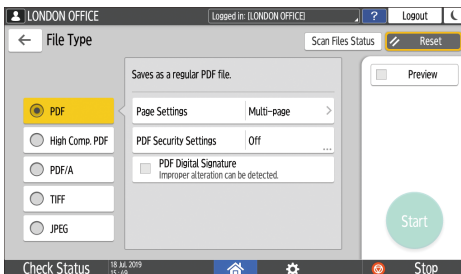 LONDON OFFICE
Logged in: (LONDON OFFICE)
?
Logout
← File Type
Scan Files Status
Reset
Saves as a regular PDF file.
Preview
PDF
Page Settings Multi-page >
High Comp. PDF
PDF Security Settings Off ...
PDF/A
PDF Digital Signature
Improper alteration can be detected.
TIFF
JPEG
Start
Check Status
18 Jul. 2019
15:49
Stop